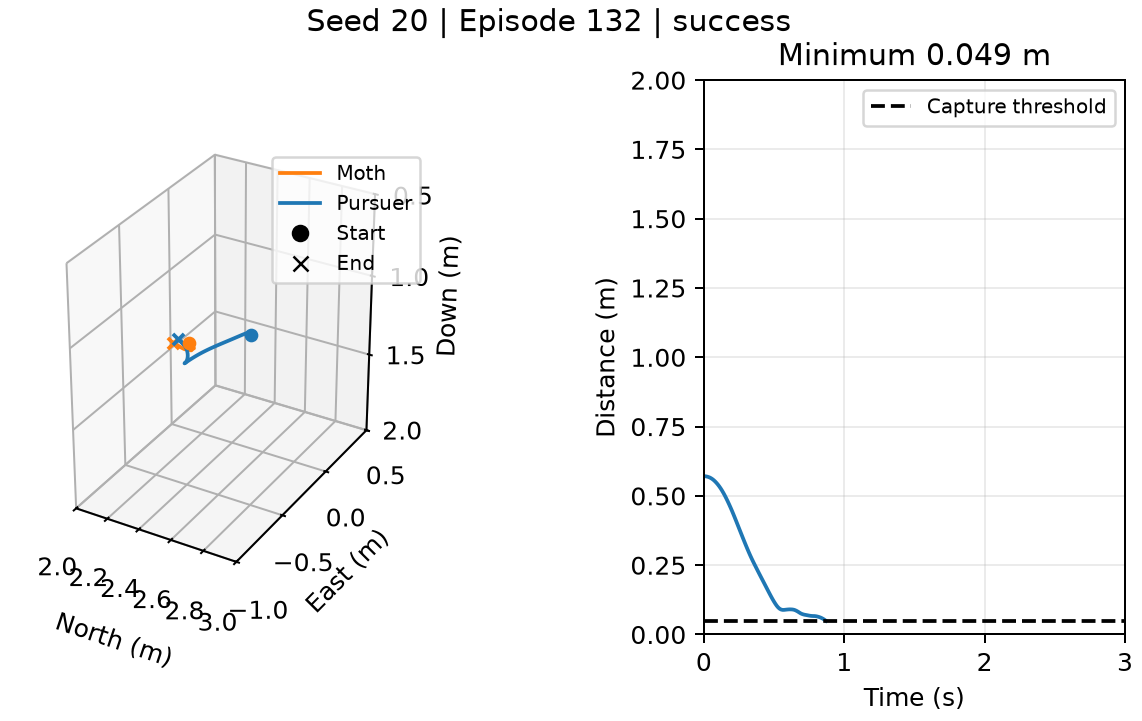 Seed 20 | Episode 132 | success
Moth
Pursuer
Start
End
0.5
1.0
1.5
2.0
Down (m)
0.5
0.0
−0.5
−1.0
East (m)
2.0
2.2
2.4
2.6
2.8
3.0
North (m)
Minimum 0.049 m
Capture threshold
2.00
1.75
1.50
1.25
1.00
0.75
0.50
0.25
0.00
Distance (m)
0 1 2 3
Time (s)